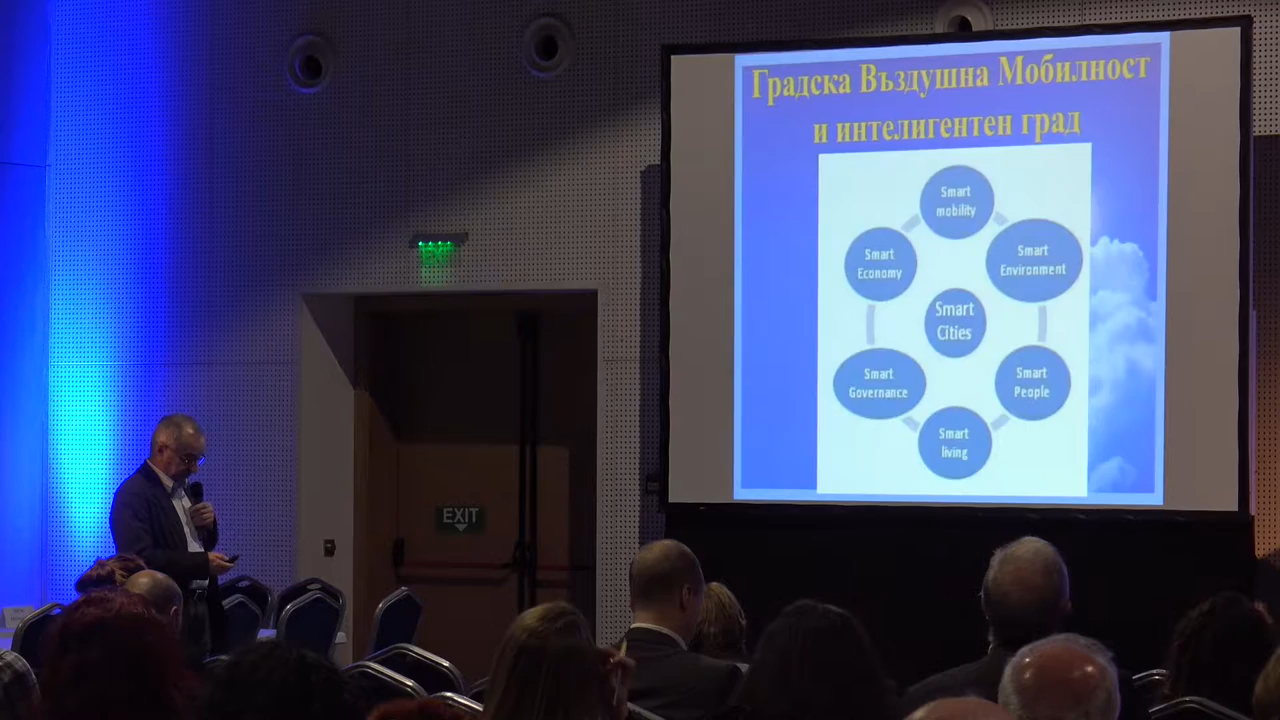 Градска Въздушна Мобилност
и интелигентен град
Smart
mobility
Smart
Economy
Smart
Environment
Smart
Cities
Smart
Governance
Smart
People
Smart
living
EXIT
EXIT